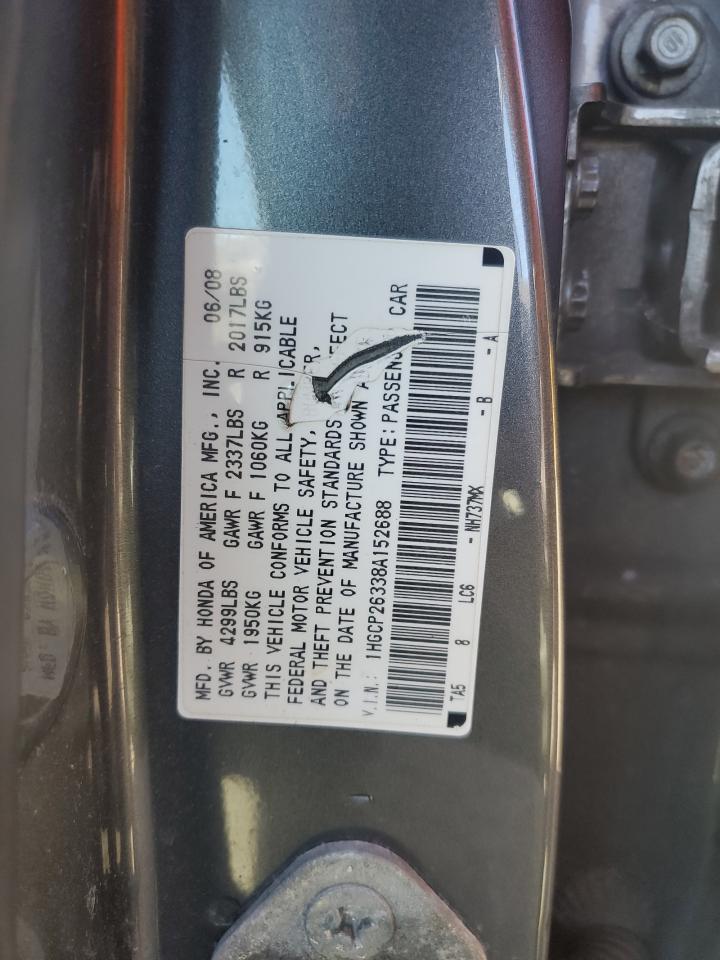 MFD. BY HONDA OF AMERICA MFG., INC. 06/08
GVWR 4299LBS GAWR F 2337LBS R 2017LBS
GVWR 1950KG GAWR F 1060KG R 915KG
THIS VEHICLE CONFORMS TO ALL APPLICABLE
FEDERAL MOTOR VEHICLE SAFETY,
AND THEFT PREVENTION STANDARDS
ON THE DATE OF MANUFACTURE SHOWN
V.I.N.: 1HGCP26338A152688 TYPE: CAR
TA5 8 LC6 - NH737MX - B - A